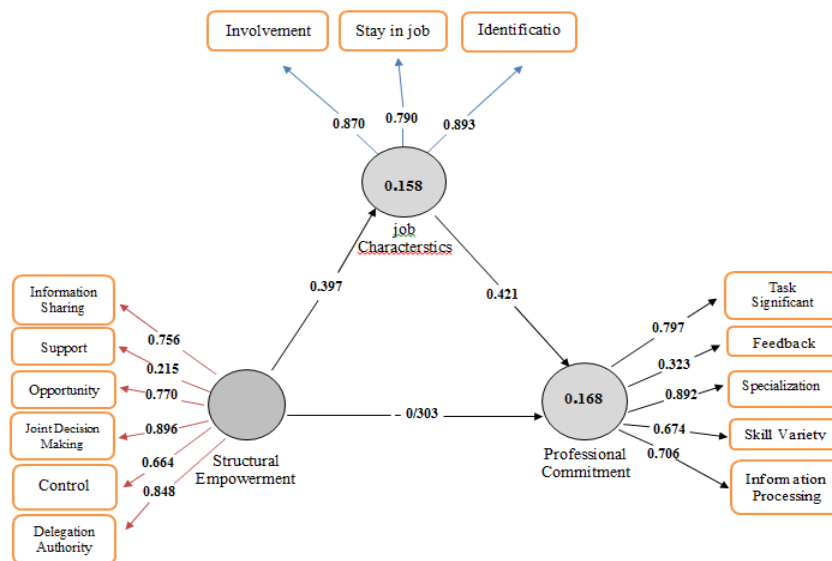 Involvement
Stay in job
Identificatio
0.870
0.790
0.893
0.158
job
Characterstics
0.397
0.421
Information
Sharing
Support
Opportunity
Joint Decision
Making
Control
Delegation
Authority
0.756
0.215
0.770
0.896
0.664
0.848
Structural
Empowerment
- 0/303
0.168
Professional
Commitment
0.797
0.323
0.892
0.674
0.706
Task
Significant
Feedback
Specialization
Skill Variety
Information
Processing